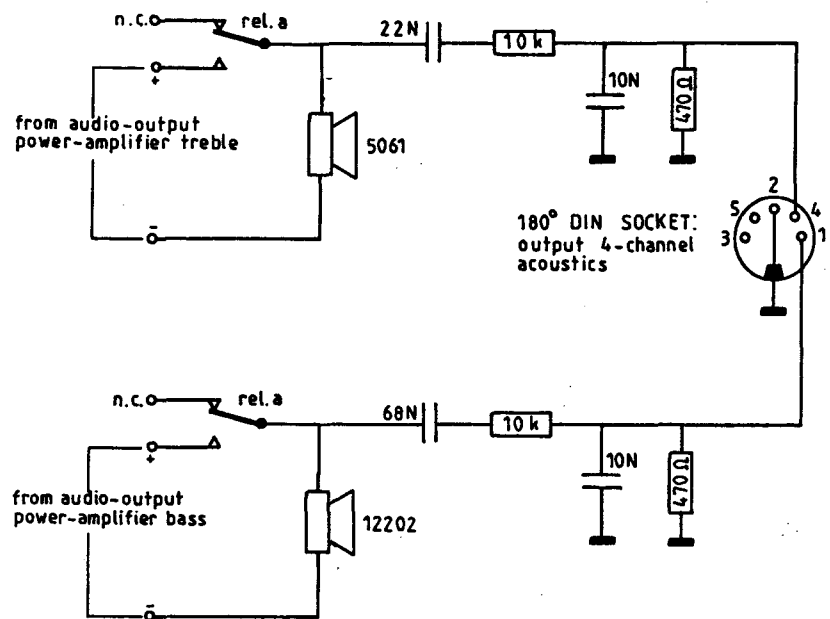 n.c.
rel.a
22N
10k
+
10N
470Ω
from audio-output
power-amplifier treble
5061
-
180° DIN SOCKET:
output 4-channel
acoustics
2
5
4
3
1
n.c.
rel.a
68N
10k
+
10N
470Ω
from audio-output
power-amplifier bass
12202
-